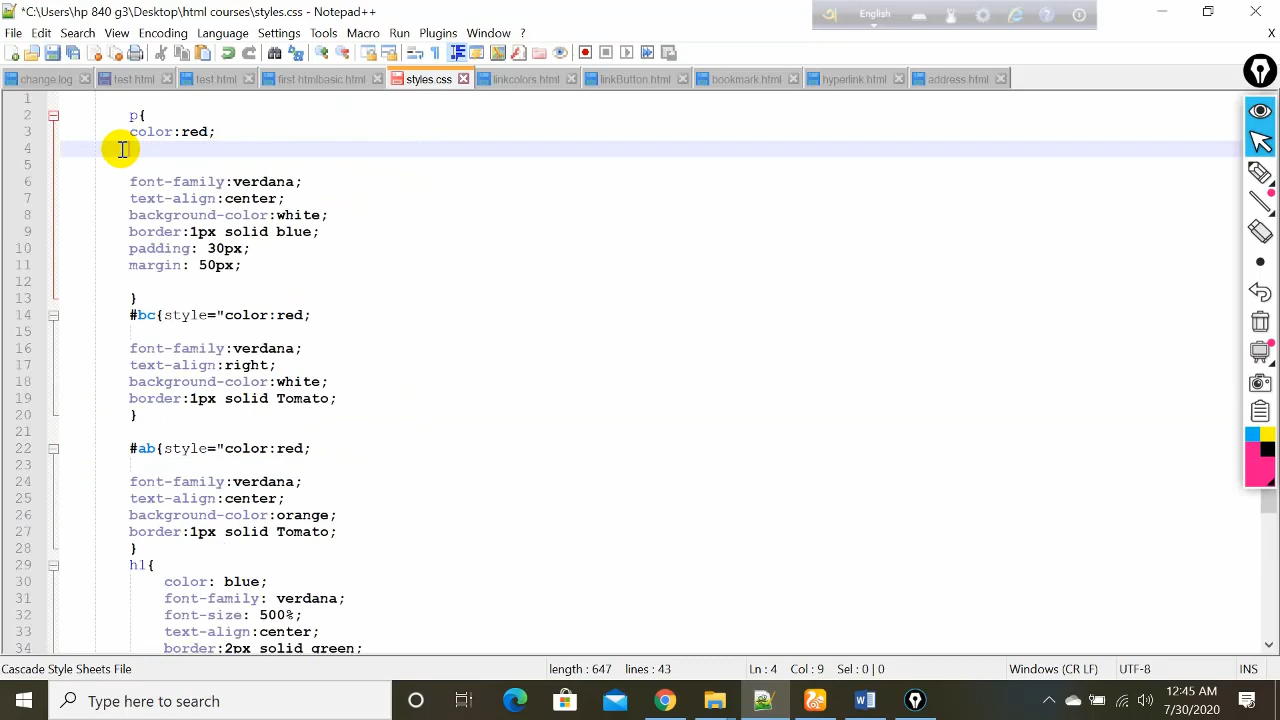 *C:\Users\hp 840 g3\Desktop\html courses\styles.css - Notepad++
English
File Edit Search View Encoding Language Settings Tools Macro Run Plugins Window ?
X
change.log test.html test.html first htmlbasic.html styles.css linkcolors.html linkButton.html bookmark.html hyperlink.html address.html
1
2 p{
3 color:red;
4
5
6 font-family:verdana;
7 text-align:center;
8 background-color:white;
9 border:1px solid blue;
10 padding: 30px;
11 margin: 50px;
12
13 }
14 #bc{style="color:red;
15
16 font-family:verdana;
17 text-align:right;
18 background-color:white;
19 border:1px solid Tomato;
20 }
21
22 #ab{style="color:red;
23
24 font-family:verdana;
25 text-align:center;
26 background-color:orange;
27 border:1px solid Tomato;
28 }
29 h1{
30 color: blue;
31 font-family: verdana;
32 font-size: 500%;
33 text-align:center;
34 border:2px solid green;
Cascade Style Sheets File length : 647 lines : 43 Ln : 4 Col : 9 Sel : 0 | 0 Windows (CR LF) UTF-8 INS
Type here to search
12:45 AM
7/30/2020